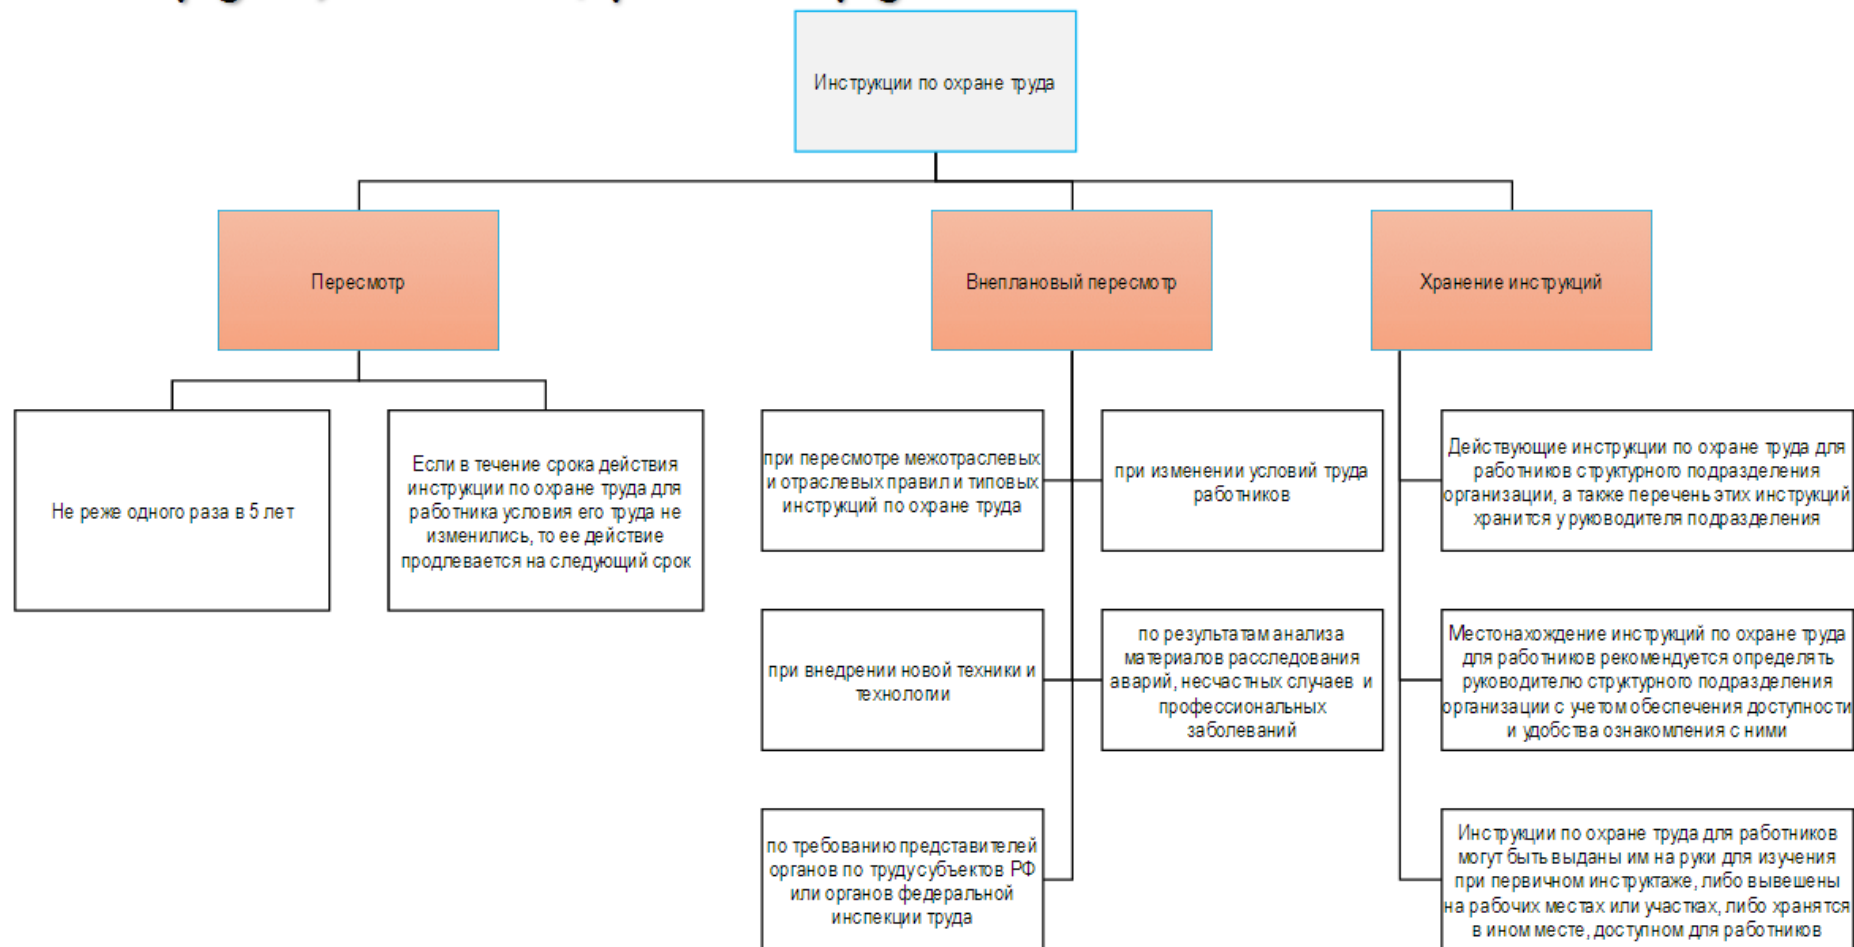 Инструкции по охране труда
Пересмотр
Внеплановый пересмотр
Хранение инструкций
Не реже одного раза в 5 лет
Если в течение срока действия
инструкции по охране труда для
работника условия его труда не
изменились, то ее действие
продлевается на следующий срок
при пересмотре межотраслевых
и отраслевых правил и типовых
инструкций по охране труда
при изменении условий труда
работников
при внедрении новой техники и
технологии
по результатам анализа
материалов расследования
аварий, несчастных случаев и
профессиональных
заболеваний
по требованию представителей
органов по труду субъектов РФ
или органов федеральной
инспекции труда
Действующие инструкции по охране труда для
работников структурного подразделения
организации, а также перечень этих инструкций
хранится у руководителя подразделения
Местонахождение инструкций по охране труда
для работников рекомендуется определять
руководителю структурного подразделения
организации с учетом обеспечения доступности
и удобства ознакомления с ними
Инструкции по охране труда для работников
могут быть выданы им на руки для изучения
при первичном инструктаже, либо вывешены
на рабочих местах или участках, либо хранятся
в ином месте, доступном для работников